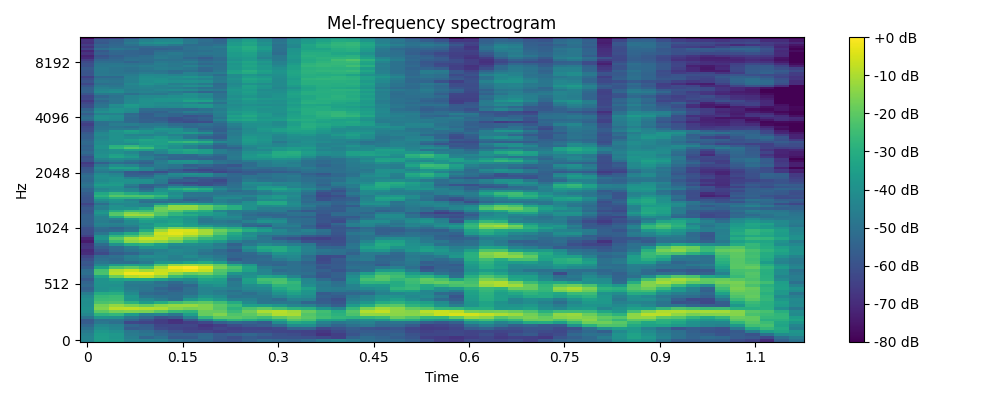 Mel-frequency spectrogram
Hz
8192
4096
2048
1024
512
0
0 0.15 0.3 0.45 0.6 0.75 0.9 1.1
Time
+0 dB
-10 dB
-20 dB
-30 dB
-40 dB
-50 dB
-60 dB
-70 dB
-80 dB